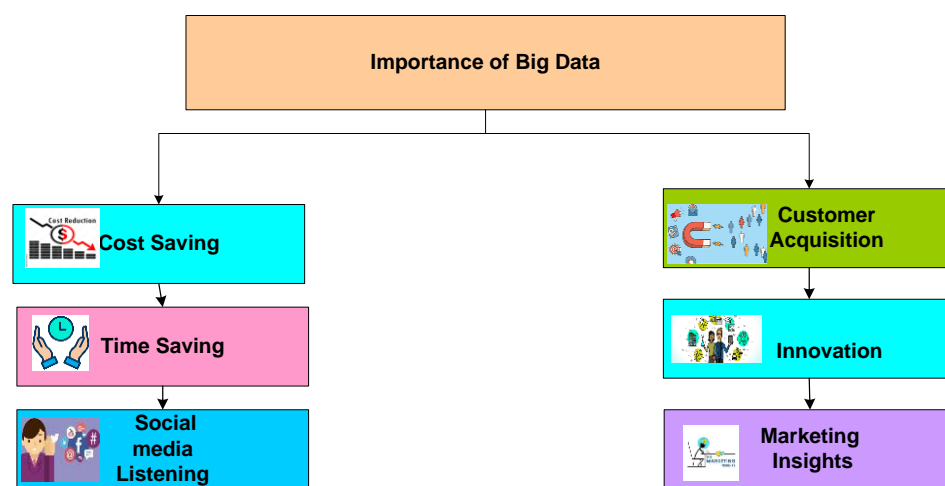 Importance of Big Data
Cost Reduction
$
Cost Saving
Time Saving
Social
media
Listening
#
Customer
Acquisition
Innovation
Marketing
Insights